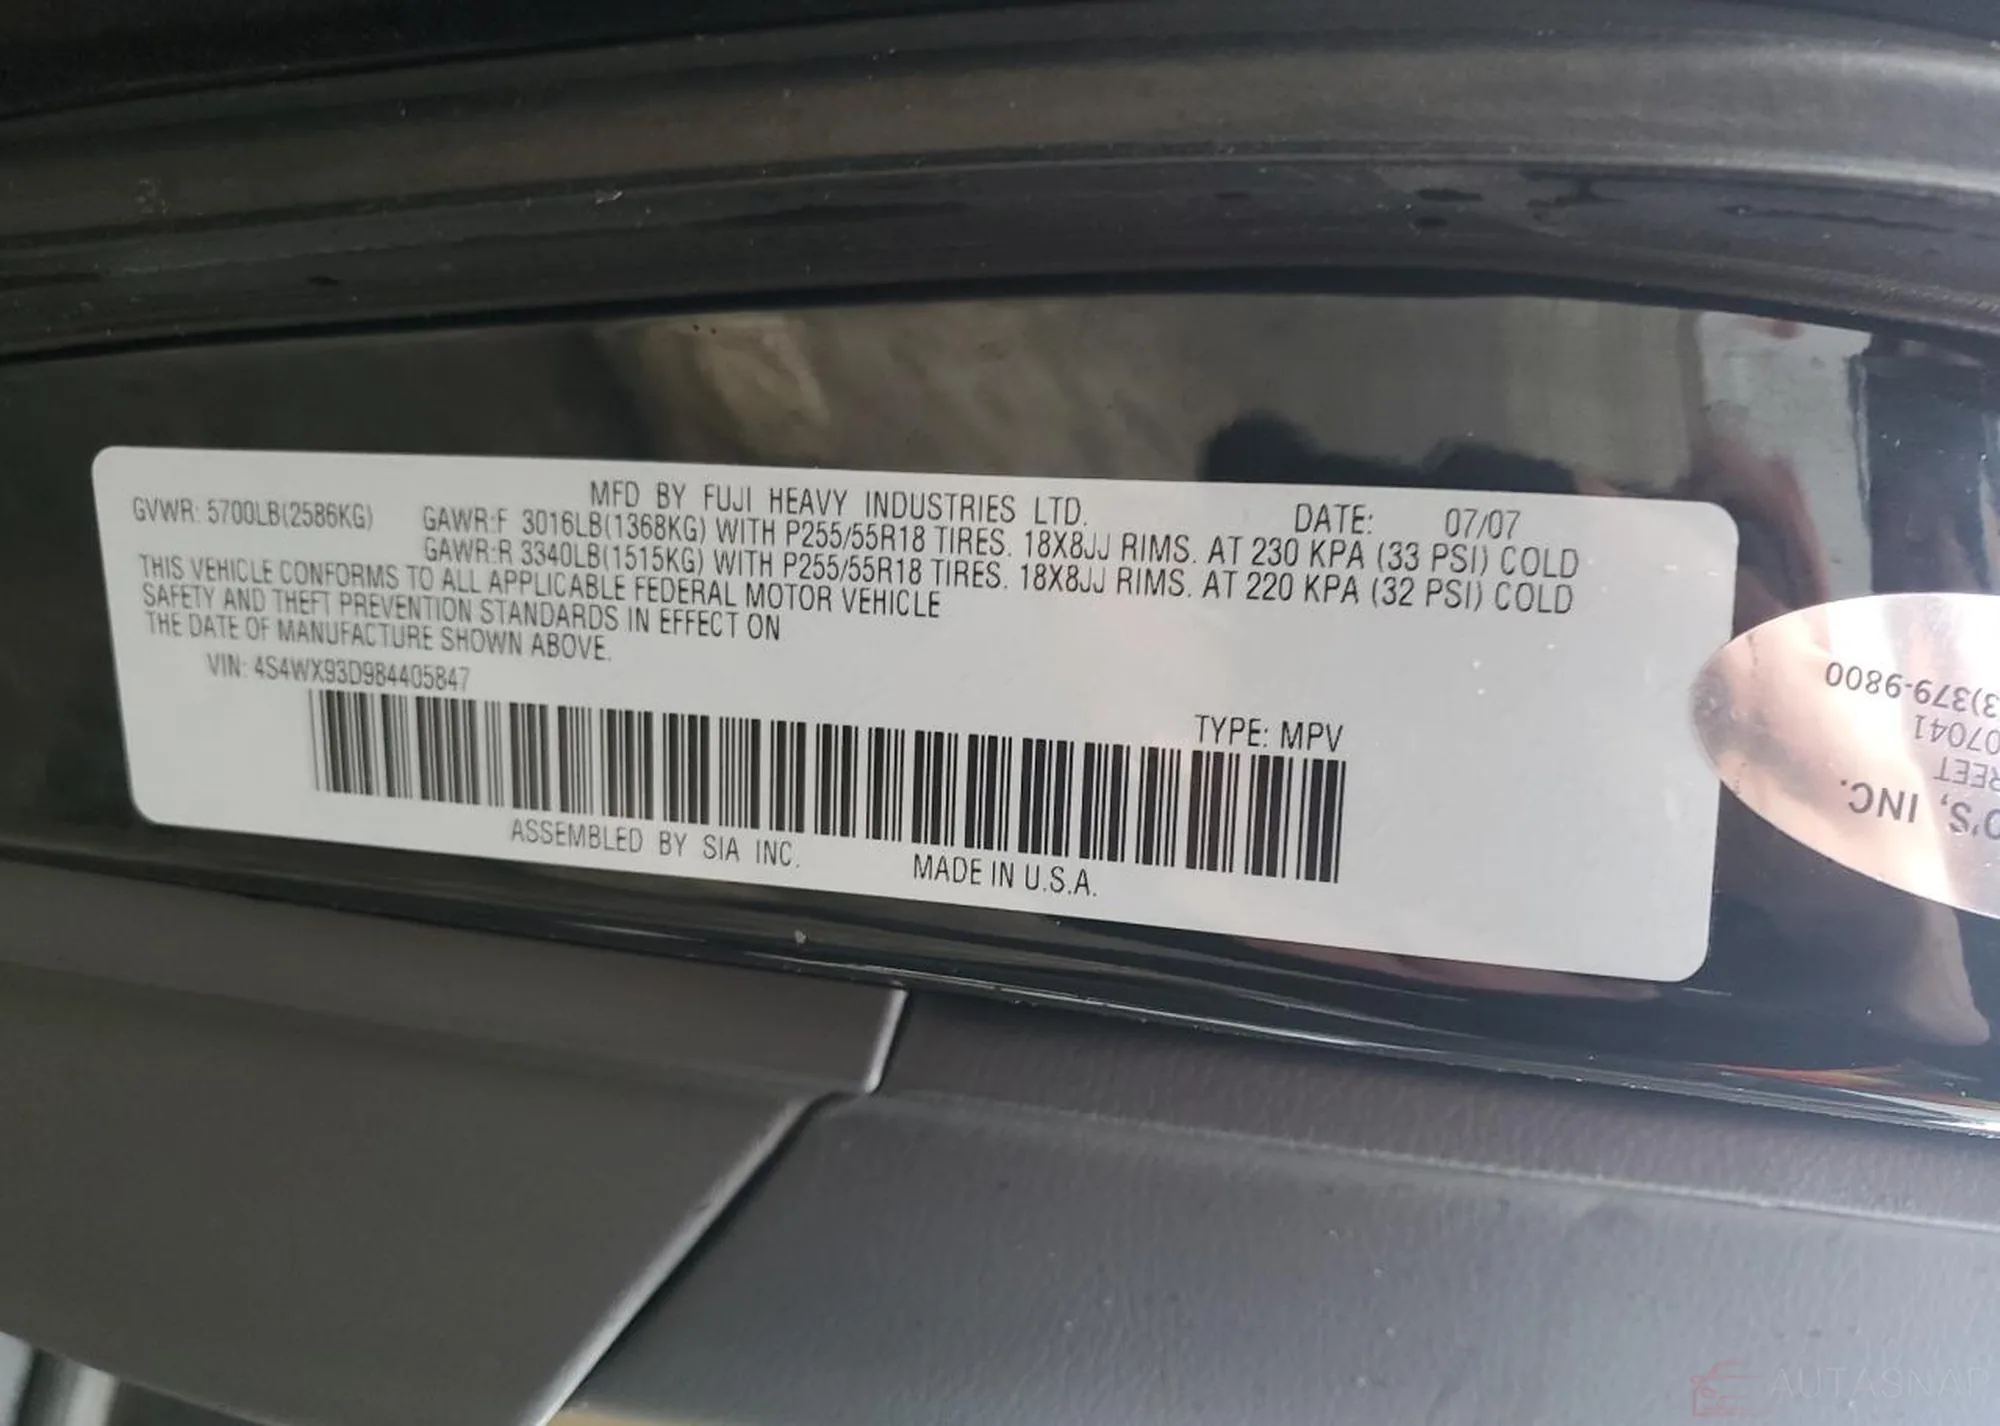 MFD BY FUJI HEAVY INDUSTRIES LTD. DATE: 07/07
GVWR: 5700LB(2586KG) GAWR:F 3016LB(1368KG) WITH P255/55R18 TIRES. 18X8JJ RIMS. AT 230 KPA (33 PSI) COLD
GAWR:R 3340LB(1515KG) WITH P255/55R18 TIRES. 18X8JJ RIMS. AT 220 KPA (32 PSI) COLD
THIS VEHICLE CONFORMS TO ALL APPLICABLE FEDERAL MOTOR VEHICLE
SAFETY AND THEFT PREVENTION STANDARDS IN EFFECT ON
THE DATE OF MANUFACTURE SHOWN ABOVE.
VIN: 4S4WX93D984405847
TYPE: MPV
ASSEMBLED BY SIA INC.
MADE IN U.S.A.
O'S, INC.
REET
07041
3)379-9800
AUTASNAP